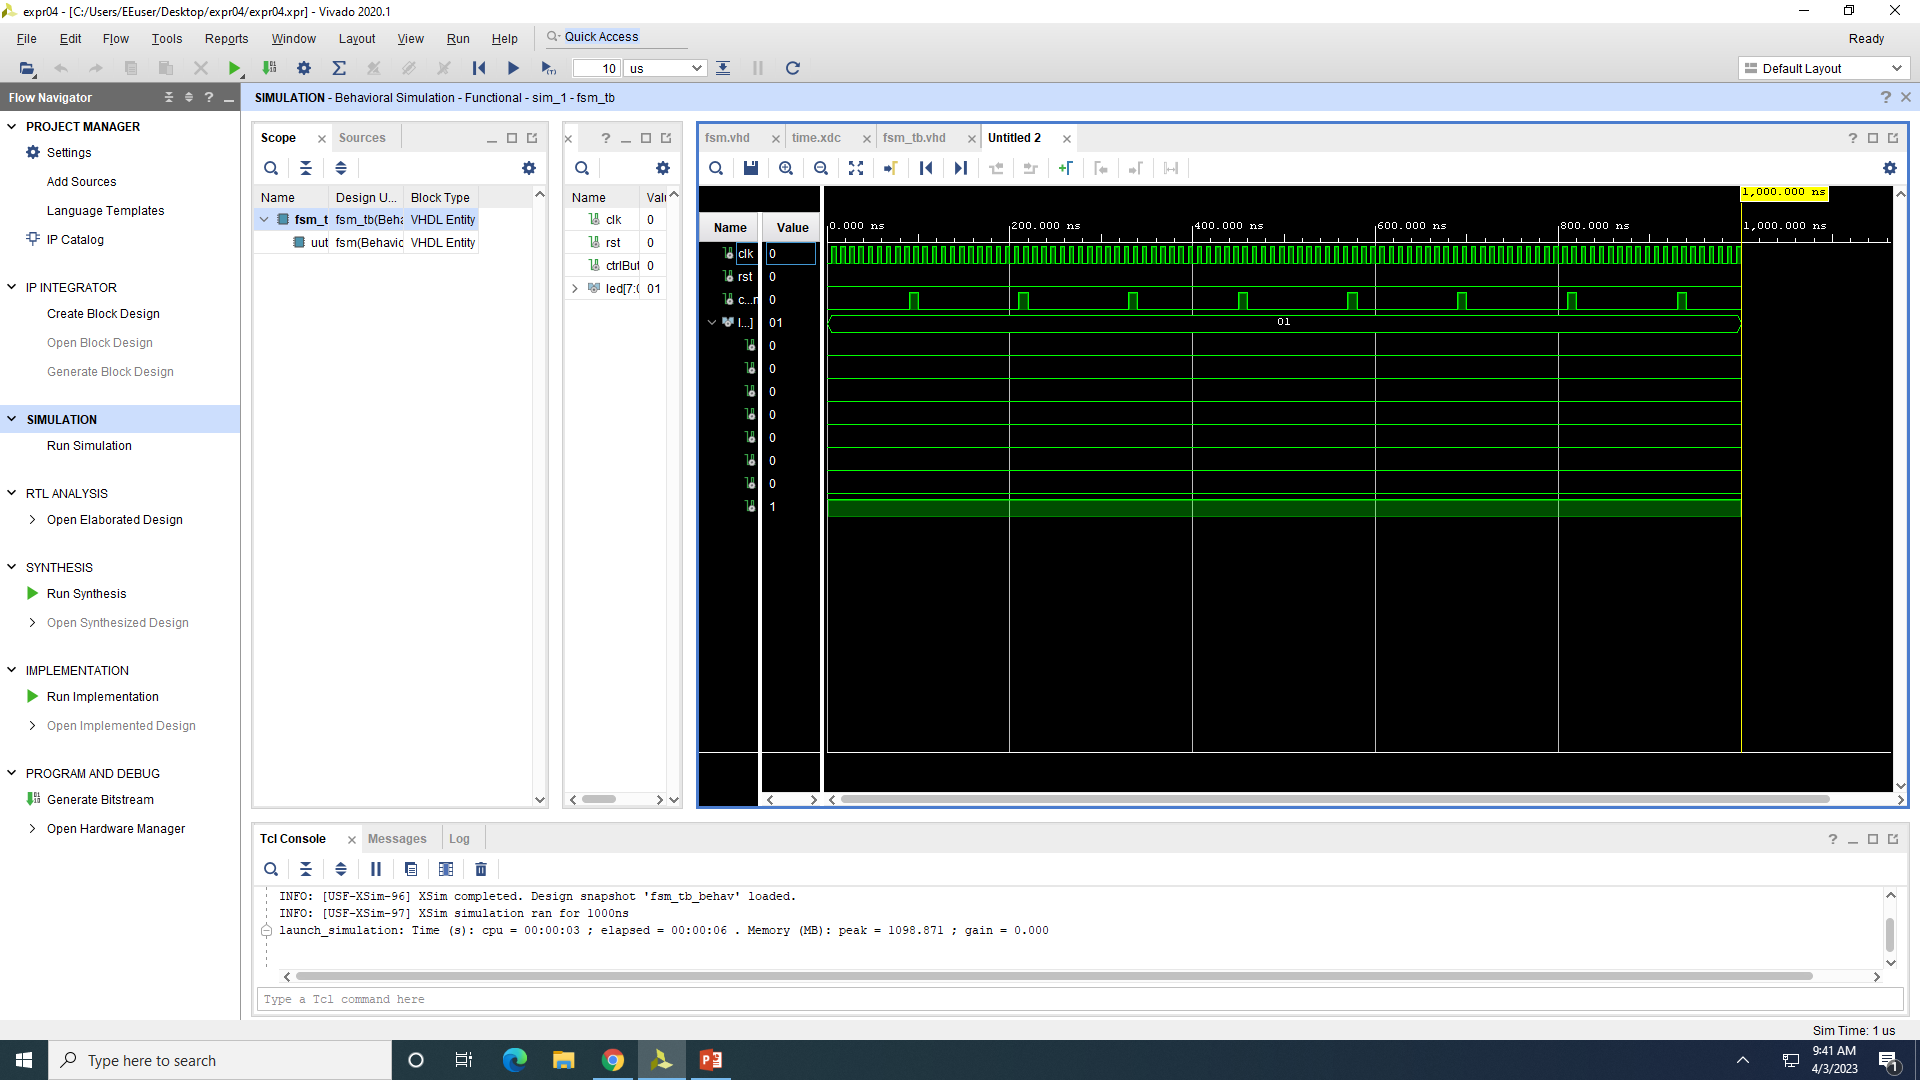 expr04 - [C:/Users/EEuser/Desktop/expr04/expr04.xpr] - Vivado 2020.1
File Edit Flow Tools Reports Window Layout View Run Help Quick Access
Ready
10 us
Default Layout
Flow Navigator
SIMULATION - Behavioral Simulation - Functional - sim_1 - fsm_tb
PROJECT MANAGER
Settings
Add Sources
Language Templates
IP Catalog
IP INTEGRATOR
Create Block Design
Open Block Design
Generate Block Design
SIMULATION
Run Simulation
RTL ANALYSIS
Open Elaborated Design
SYNTHESIS
Run Synthesis
Open Synthesized Design
IMPLEMENTATION
Run Implementation
Open Implemented Design
PROGRAM AND DEBUG
Generate Bitstream
Open Hardware Manager
Scope Sources
Name Design U... Block Type
fsm_t fsm_tb(Beha VHDL Entity
uut fsm(Behavic VHDL Entity
Name Valu
clk 0
rst 0
ctrlBut 0
led[7:0 01
fsm.vhd time.xdc fsm_tb.vhd Untitled 2
1,000.000 ns
Name Value
0.000 ns 200.000 ns 400.000 ns 600.000 ns 800.000 ns 1,000.000 ns
clk 0
rst 0
c...n 0
l...] 01 01
0
0
0
0
0
0
0
1
Tcl Console Messages Log
INFO: [USF-XSim-96] XSim completed. Design snapshot 'fsm_tb_behav' loaded.
INFO: [USF-XSim-97] XSim simulation ran for 1000ns
launch_simulation: Time (s): cpu = 00:00:03 ; elapsed = 00:00:06 . Memory (MB): peak = 1098.871 ; gain = 0.000
Type a Tcl command here
Sim Time: 1 us
Type here to search
9:41 AM
4/3/2023
1